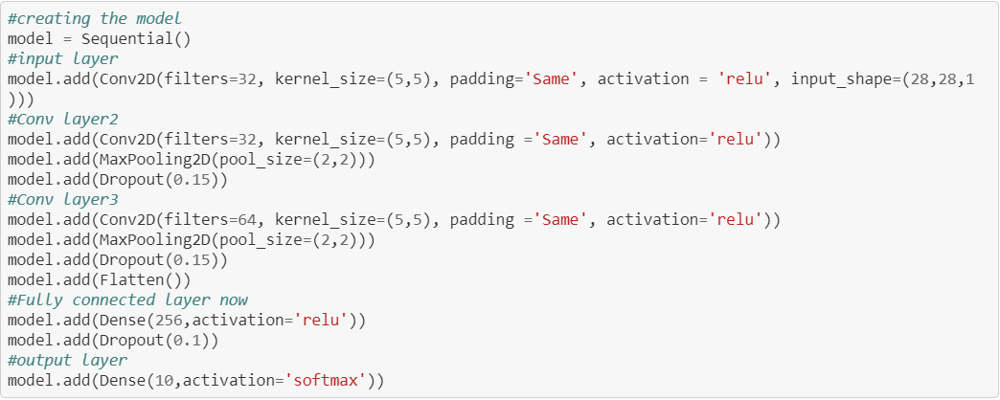 #creating the model
model = Sequential()
#input layer
model.add(Conv2D(filters=32, kernel_size=(5,5), padding='Same', activation = 'relu', input_shape=(28,28,1
)))
#Conv layer2
model.add(Conv2D(filters=32, kernel_size=(5,5), padding ='Same', activation='relu'))
model.add(MaxPooling2D(pool_size=(2,2)))
model.add(Dropout(0.15))
#Conv layer3
model.add(Conv2D(filters=64, kernel_size=(5,5), padding ='Same', activation='relu'))
model.add(MaxPooling2D(pool_size=(2,2)))
model.add(Dropout(0.15))
model.add(Flatten())
#Fully connected layer now
model.add(Dense(256,activation='relu'))
model.add(Dropout(0.1))
#output layer
model.add(Dense(10,activation='softmax'))